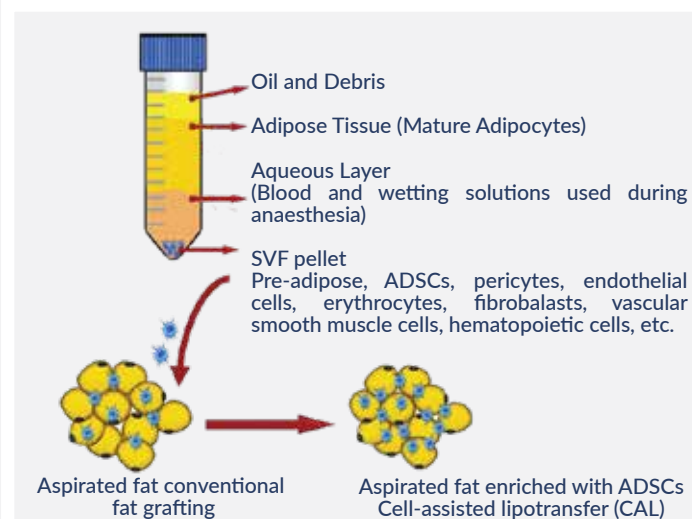 Oil and Debris
Adipose Tissue (Mature Adipocytes)
Aqueous Layer
(Blood and wetting solutions used during
anaesthesia)
SVF pellet
Pre-adipose, ADSCs, pericytes, endothelial
cells, erythrocytes, fibrobalasts, vascular
smooth muscle cells, hematopoietic cells, etc.
Aspirated fat conventional
fat grafting
Aspirated fat enriched with ADSCs
Cell-assisted lipotransfer (CAL)